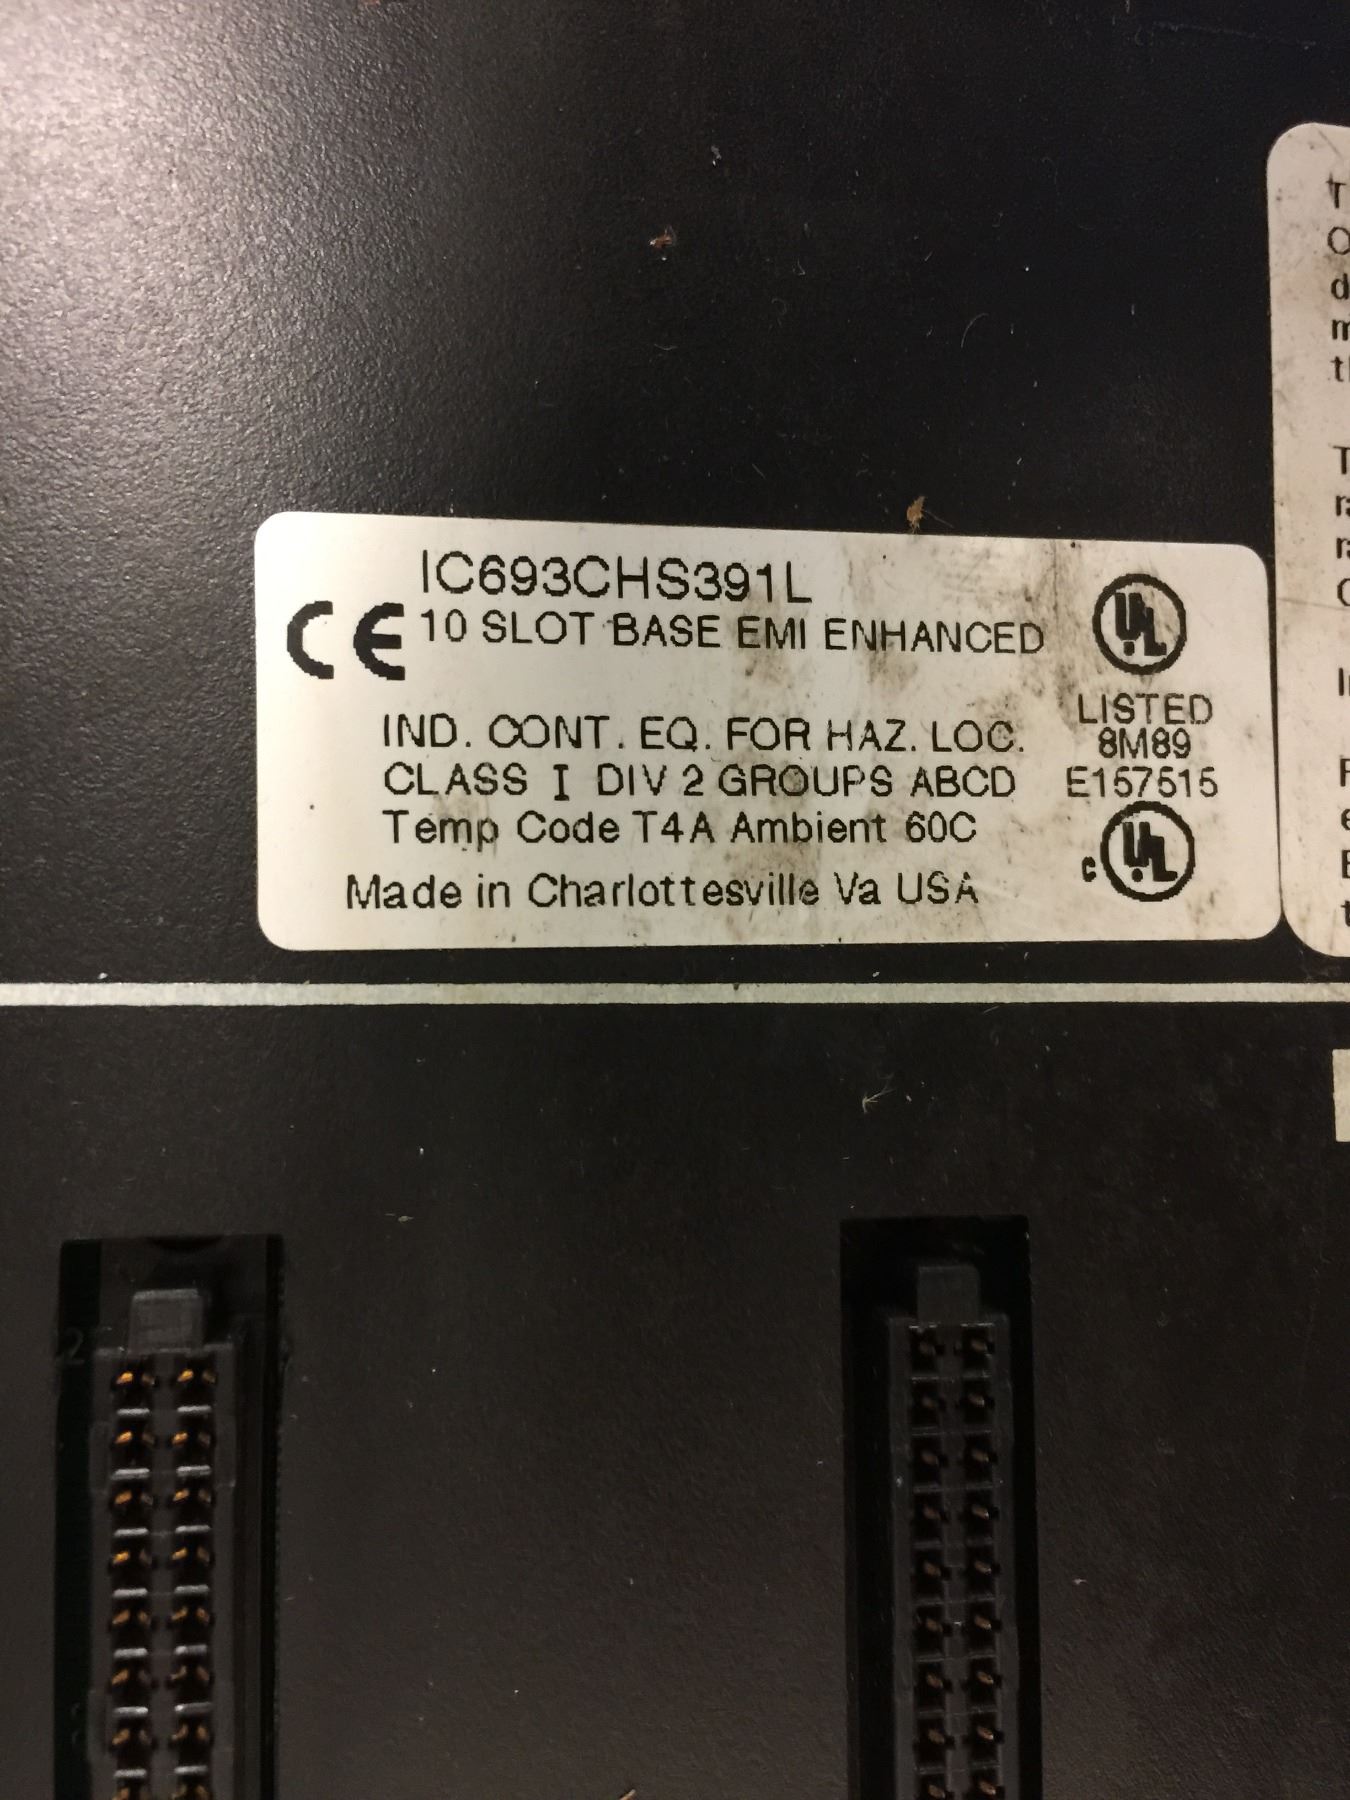 IC693CHS391L
CE 10 SLOT BASE EMI ENHANCED
UL
IND. CONT. EQ. FOR HAZ. LOC.
CLASS I DIV 2 GROUPS ABCD
Temp Code T4A Ambient 60C
Made in Charlottesville Va USA
LISTED
8M89
E157515
c UL